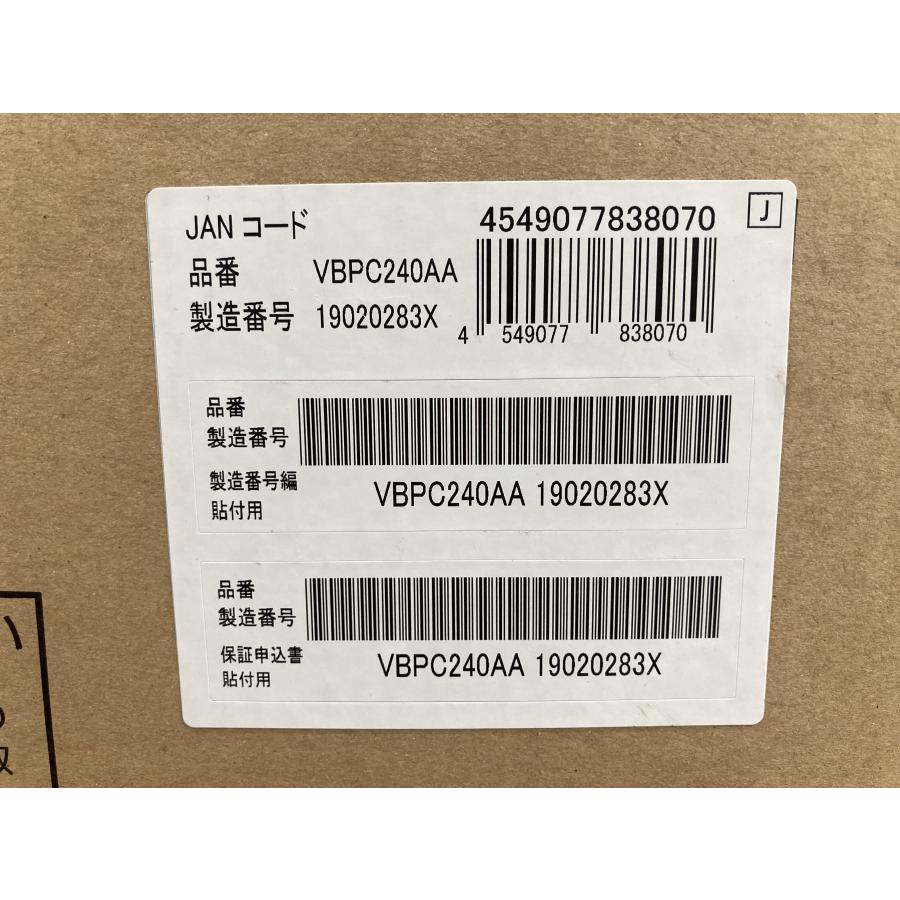 JAN コード 4549077838070 J
品番 VBPC240AA
製造番号 19020283X
4 549077 838070
品番
製造番号
製造番号編
貼付用
VBPC240AA 19020283X
品番
製造番号
保証申込書
貼付用
VBPC240AA 19020283X
い